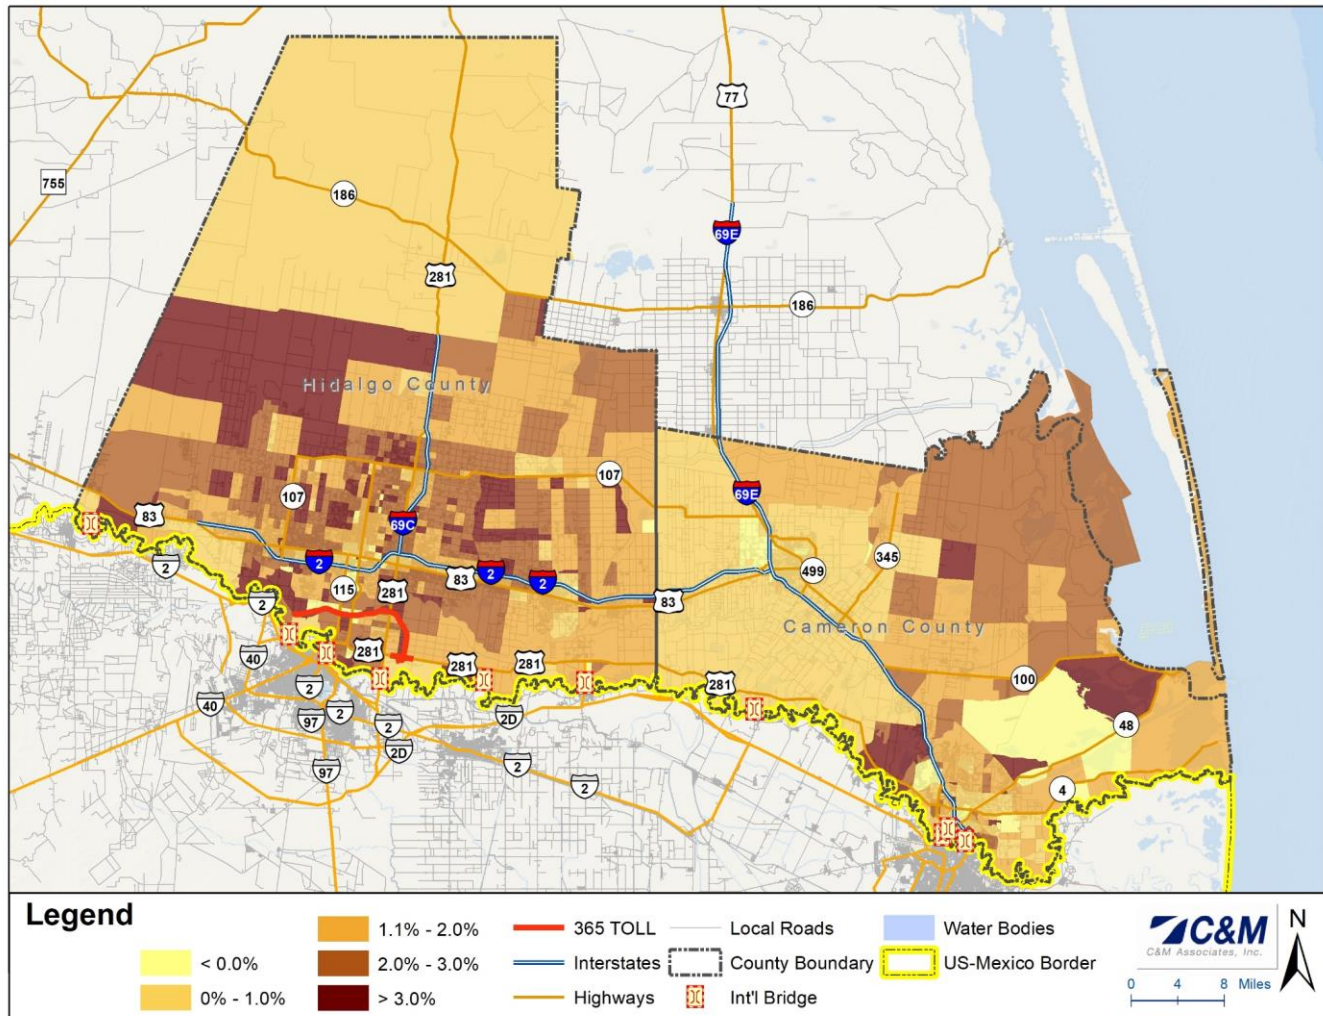 77
755
186
69E
281
186
Hidalgo County
107
107
69E
83
69C
345
2
2
115
281
83
2
2
499
83
2
Cameron County
281
40
281
281
281
100
2
40
97
2
2
2D
48
2D
97
2
4
2
Legend
< 0.0%
0% - 1.0%
1.1% - 2.0%
2.0% - 3.0%
> 3.0%
365 TOLL
Interstates
Highways
Local Roads
County Boundary
Int'l Bridge
Water Bodies
US-Mexico Border
C&M
C&M Associates, Inc.
N
0 4 8 Miles